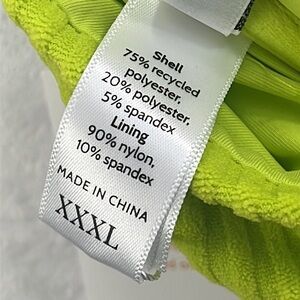 Shell
75% recycled
polyester,
20% polyester,
5% spandex
Lining
90% nylon,
10% spandex
MADE IN CHINA
XXXL